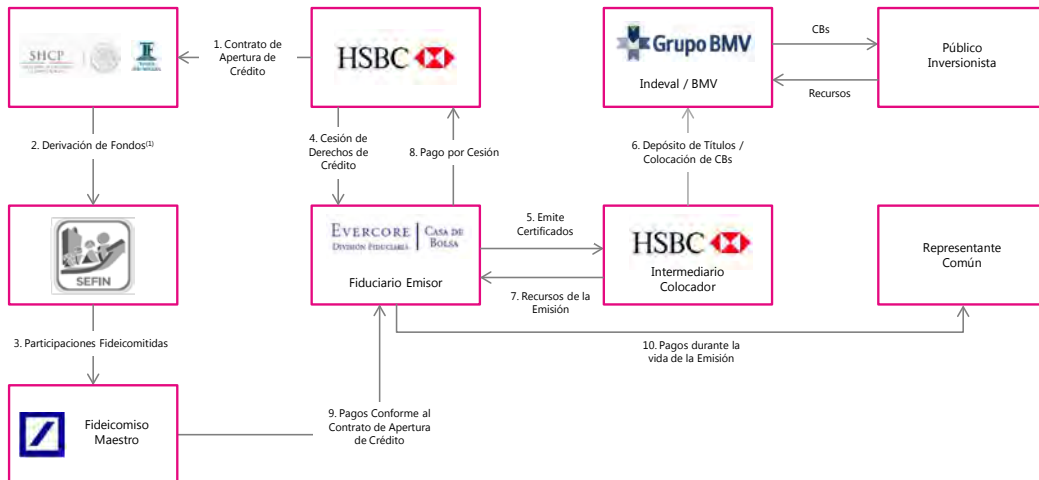 SHCP
1. Contrato de
Apertura de
Crédito
HSBC
Grupo BMV
Indeval / BMV
CBs
Recursos
Público
Inversionista
2. Derivación de Fondos(1)
4. Cesión de
Derechos de
Crédito
8. Pago por Cesión
6. Depósito de Títulos /
Colocación de CBs
SEFIN
EVERCORE
DIVISIÓN FIDUCIARIA
CASA DE
BOLSA
Fiduciario Emisor
5. Emite
Certificados
7. Recursos de la
Emisión
HSBC
Intermediario
Colocador
Representante
Común
3. Participaciones Fideicomitidas
10. Pagos durante la
vida de la Emisión
Fideicomiso
Maestro
9. Pagos Conforme al
Contrato de Apertura
de Crédito